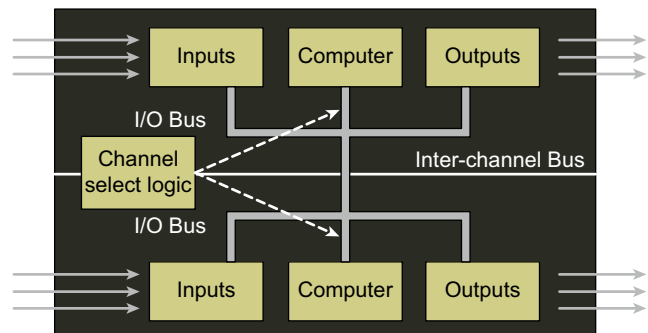 Inputs
Computer
Outputs
I/O Bus
Channel
select logic
Inter-channel Bus
I/O Bus
Inputs
Computer
Outputs